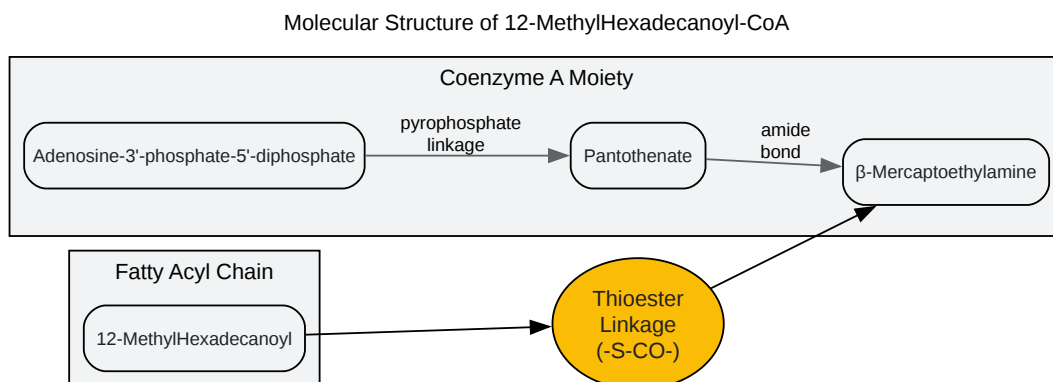 Molecular Structure of 12-MethylHexadecanoyl-CoA
Coenzyme A Moiety
Adenosine-3'-phosphate-5'-diphosphate
pyrophosphate
linkage
Pantothenate
amide
bond
β-Mercaptoethylamine
Fatty Acyl Chain
12-MethylHexadecanoyl
Thioester
Linkage
(-S-CO-)